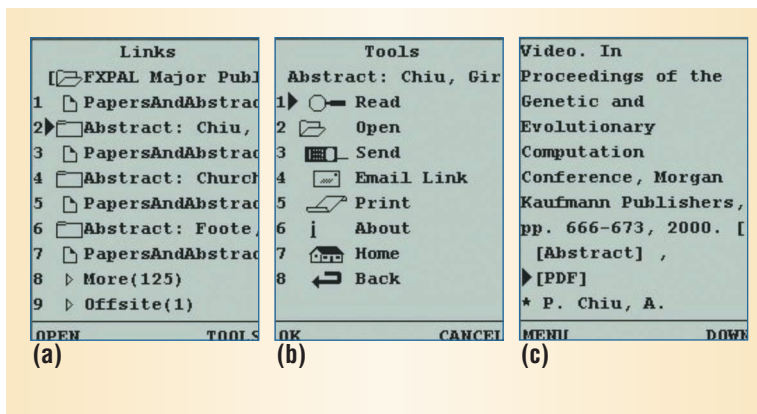 Links
[FXPAL Major Publ
1 PapersAndAbstrac
2 Abstract: Chiu,
3 PapersAndAbstrac
4 Abstract: Church
5 PapersAndAbstrac
6 Abstract: Foote,
7 PapersAndAbstrac
8 ▷ More(125)
9 ▷ Offsite(1)
OPEN TOOLS
(a)
Tools
Abstract: Chiu, Gir
1 Read
2 Open
3 Send
4 Email Link
5 Print
6 i About
7 Home
8 Back
OK CANCEL
(b)
Video. In
Proceedings of the
Genetic and
Evolutionary
Computation
Conference, Morgan
Kaufmann Publishers,
pp. 666-673, 2000. [
[Abstract] ,
[PDF]
* P. Chiu, A.
MENU DOWN
(c)